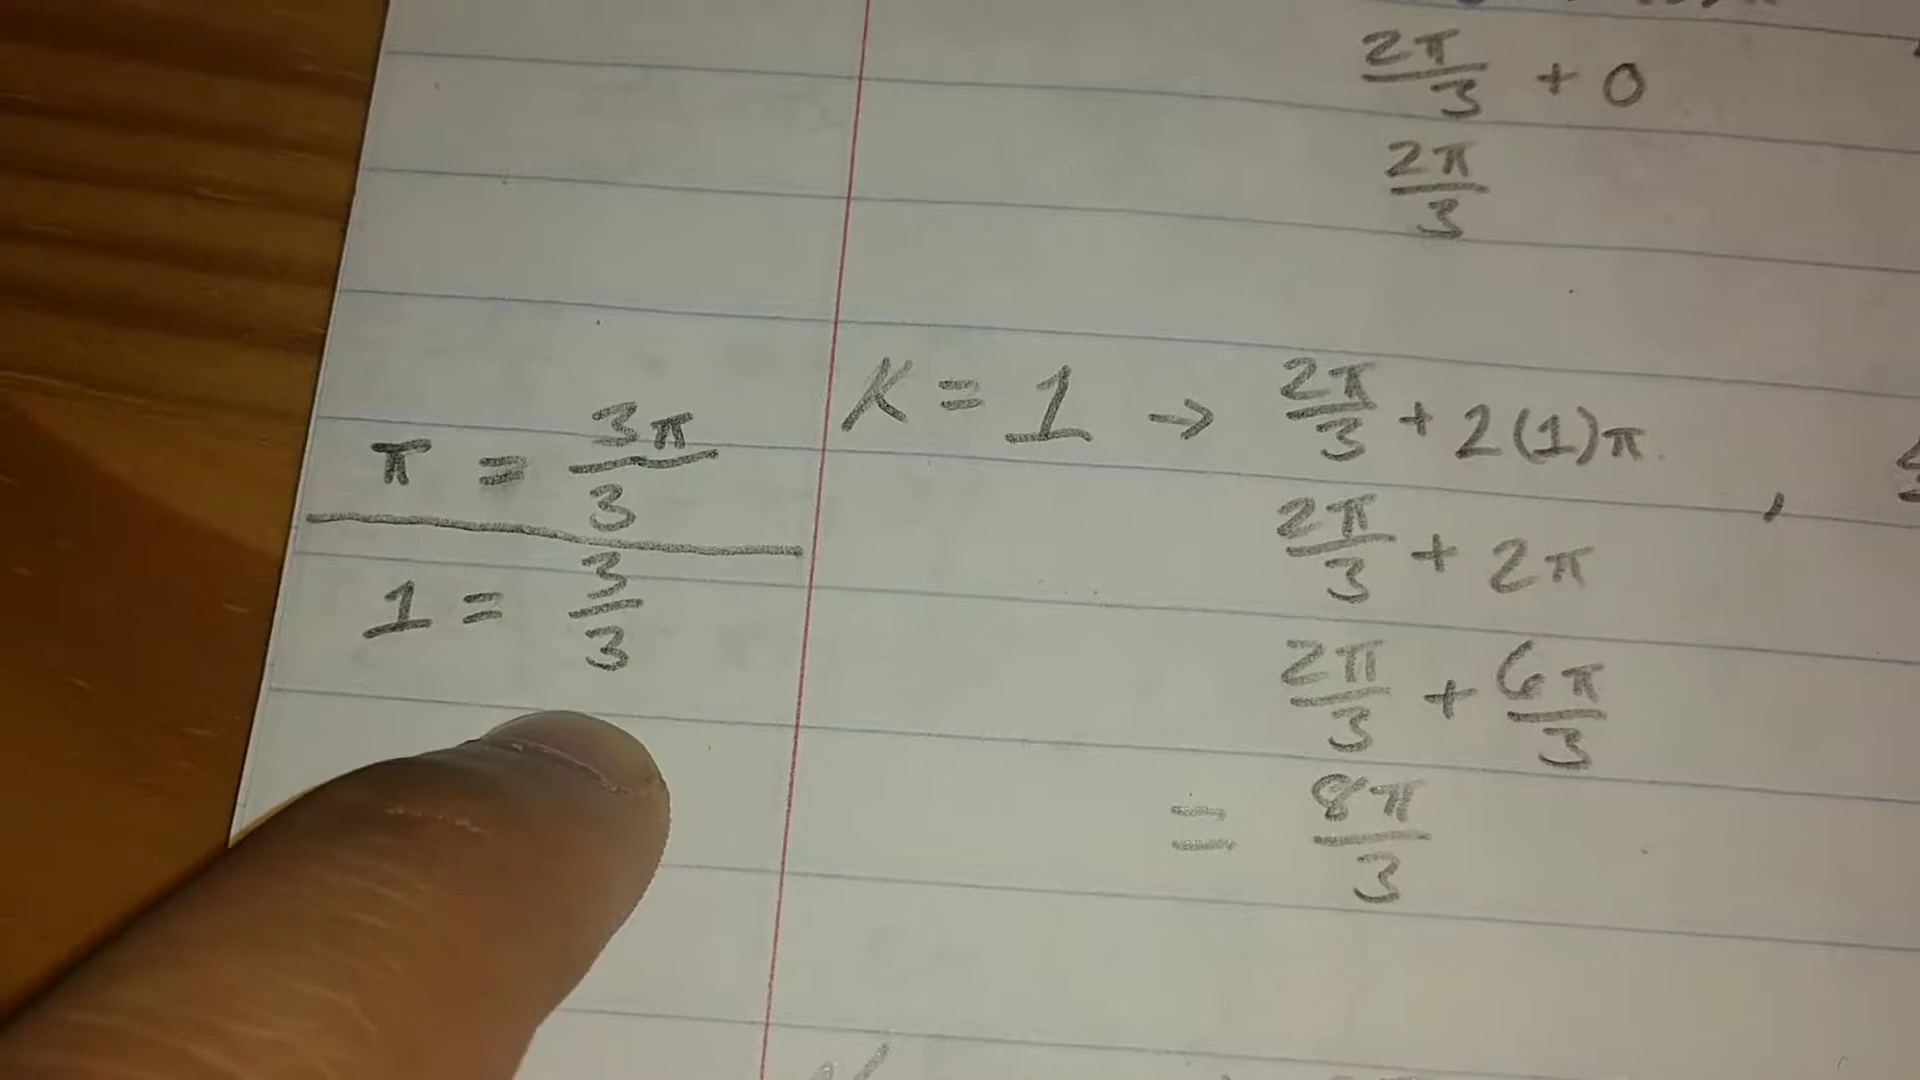 2π/3 + 0
2π/3
π = 3π/3
1 = 3/3
K = 1 → 2π/3 + 2(1)π ,
2π/3 + 2π
2π/3 + 6π/3
= 8π/3